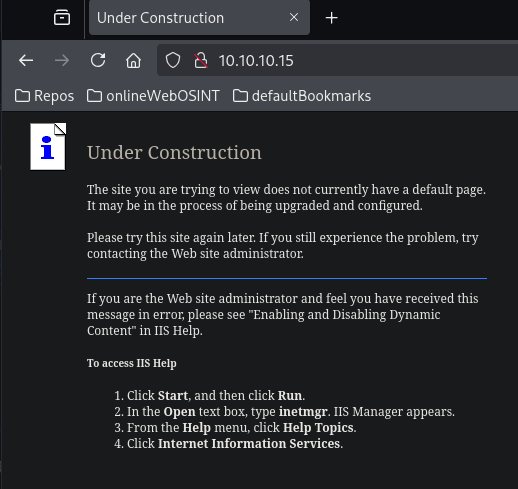 Under Construction
10.10.10.15
Repos onlineWebOSINT defaultBookmarks
Under Construction
The site you are trying to view does not currently have a default page.
It may be in the process of being upgraded and configured.
Please try this site again later. If you still experience the problem, try
contacting the Web site administrator.
If you are the Web site administrator and feel you have received this
message in error, please see "Enabling and Disabling Dynamic
Content" in IIS Help.
To access IIS Help
1. Click Start, and then click Run.
2. In the Open text box, type inetmgr. IIS Manager appears.
3. From the Help menu, click Help Topics.
4. Click Internet Information Services.